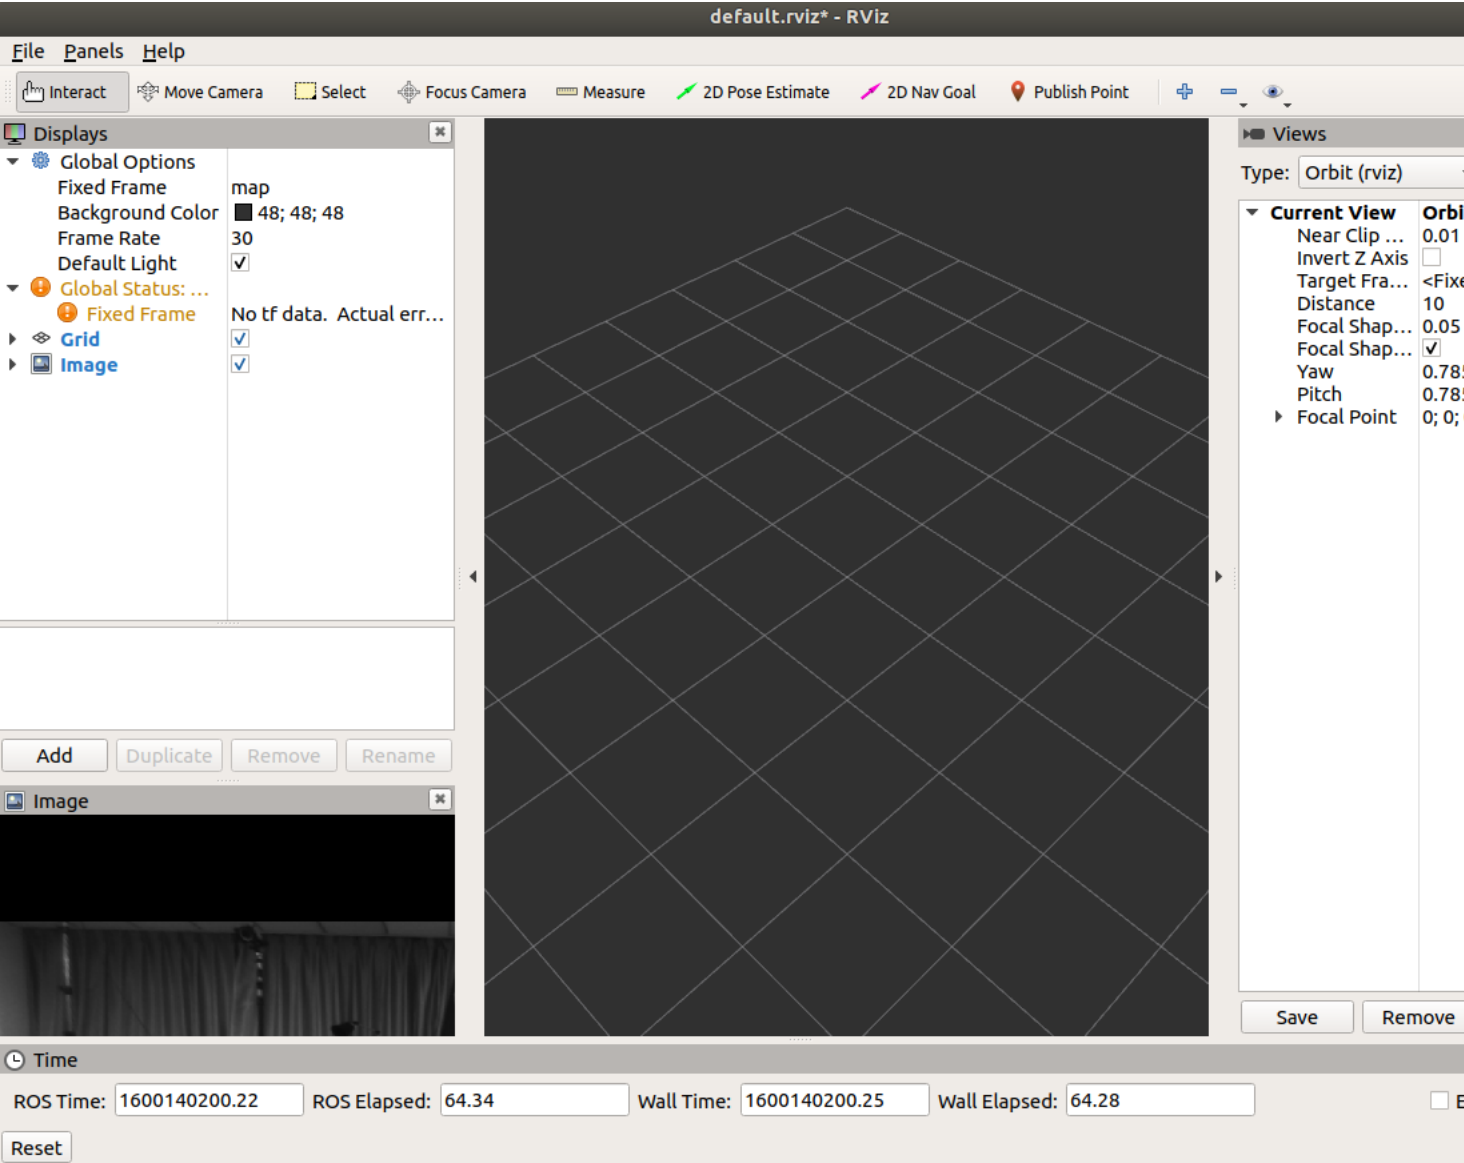 default.rviz* - RViz
File Panels Help
Interact Move Camera Select Focus Camera Measure 2D Pose Estimate 2D Nav Goal Publish Point
Displays
Global Options
Fixed Frame map
Background Color 48; 48; 48
Frame Rate 30
Default Light
Global Status: ...
Fixed Frame No tf data. Actual err...
Grid
Image
Add Duplicate Remove Rename
Image
Views
Type: Orbit (rviz)
Current View Orbi
Near Clip ... 0.01
Invert Z Axis
Target Fra... <Fixe
Distance 10
Focal Shap... 0.05
Focal Shap...
Yaw 0.785
Pitch 0.785
Focal Point 0; 0;
Save Remove
Time
ROS Time: 1600140200.22 ROS Elapsed: 64.34 Wall Time: 1600140200.25 Wall Elapsed: 64.28
Reset